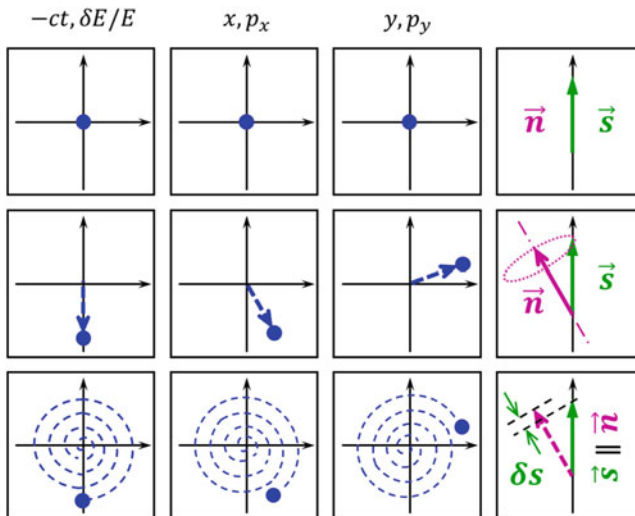 −ct, δE/E
x, p_x
y, p_y
n⃗ s⃗
n⃗ s⃗
δs s⃗ = n⃗